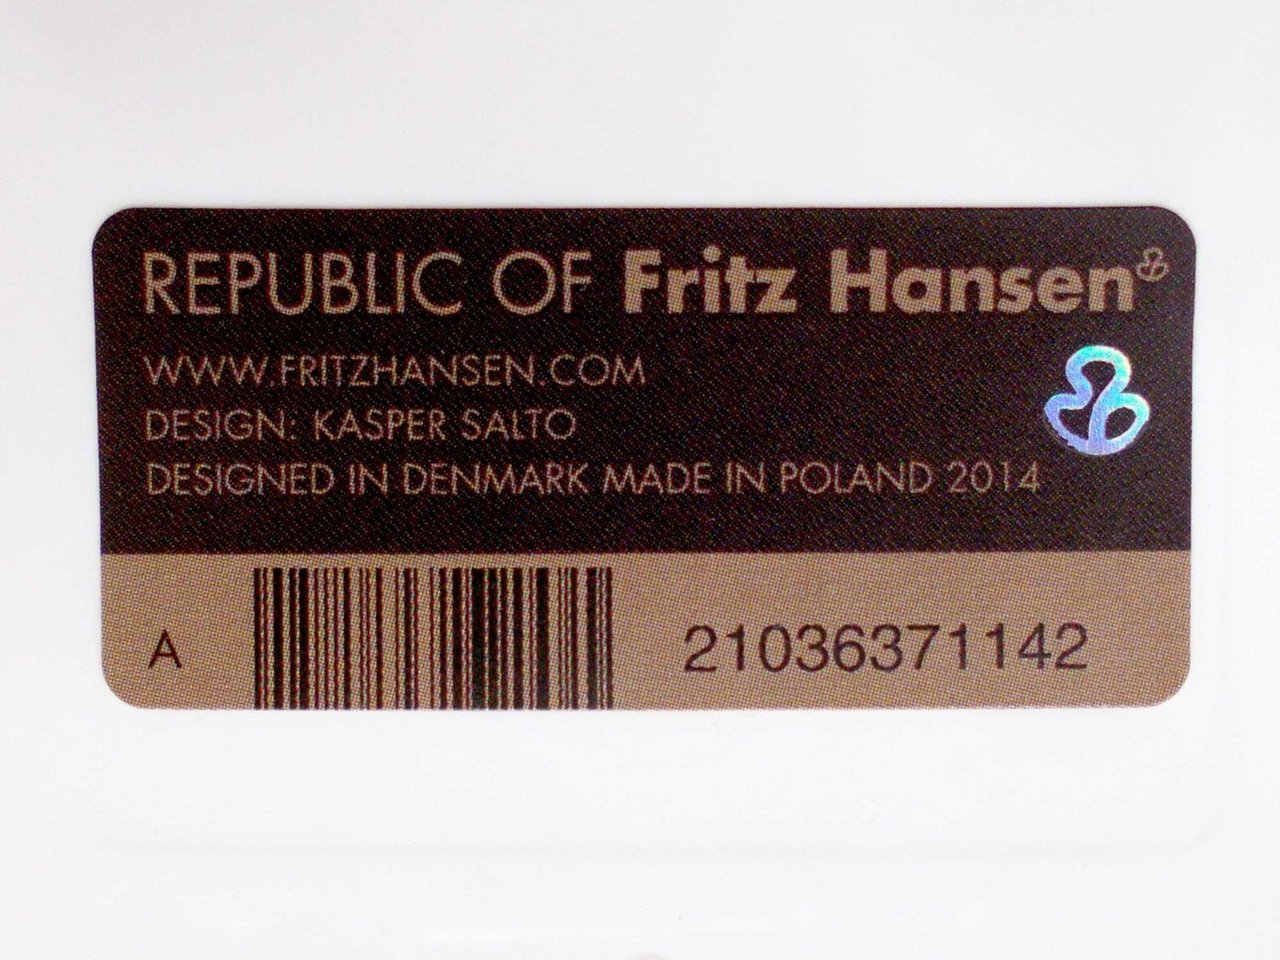 REPUBLIC OF Fritz Hansen
WWW.FRITZHANSEN.COM
DESIGN: KASPER SALTO
DESIGNED IN DENMARK MADE IN POLAND 2014
A 21036371142